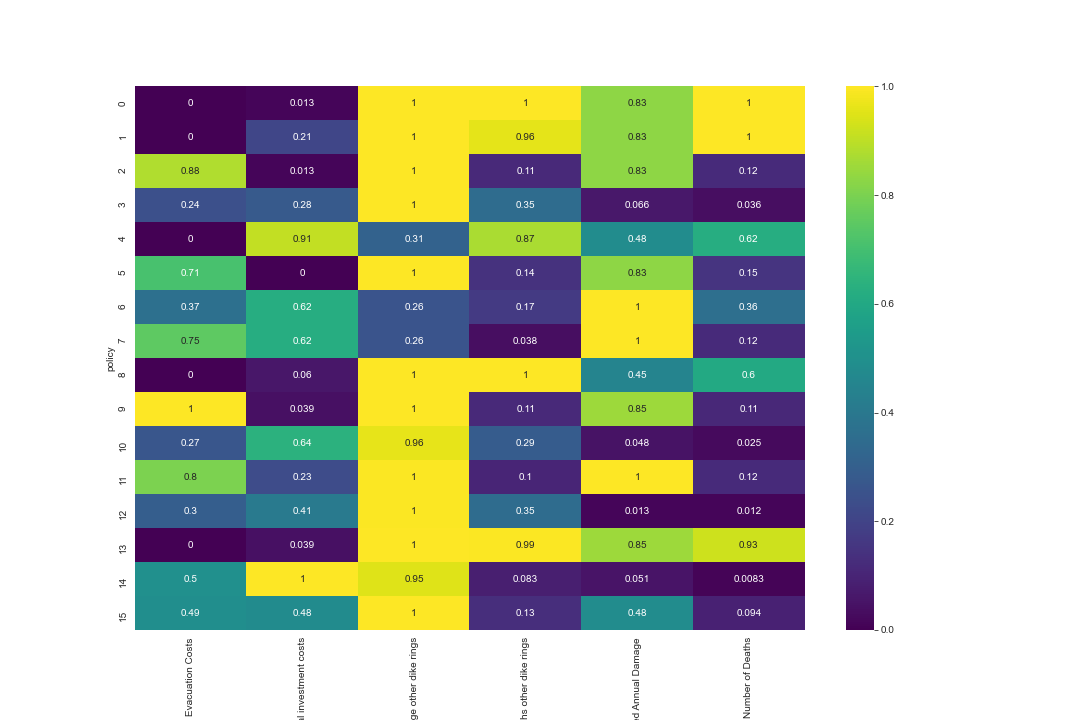 0 0 0.013 1 1 0.83 1 1.0
1 0 0.21 1 0.96 0.83 1
2 0.88 0.013 1 0.11 0.83 0.12 0.8
3 0.24 0.28 1 0.35 0.066 0.036
4 0 0.91 0.31 0.87 0.48 0.62
5 0.71 0 1 0.14 0.83 0.15
6 0.37 0.62 0.26 0.17 1 0.36 0.6
7 0.75 0.62 0.26 0.038 1 0.12
policy
8 0 0.06 1 1 0.45 0.6
9 1 0.039 1 0.11 0.85 0.11 0.4
10 0.27 0.64 0.96 0.29 0.048 0.025
11 0.8 0.23 1 0.1 1 0.12
12 0.3 0.41 1 0.35 0.013 0.012 0.2
13 0 0.039 1 0.99 0.85 0.93
14 0.5 1 0.95 0.083 0.051 0.0083
15 0.49 0.48 1 0.13 0.48 0.094 0.0
Evacuation Costs
investment costs
other dike rings
other dike rings
Annual Damage
Number of Deaths